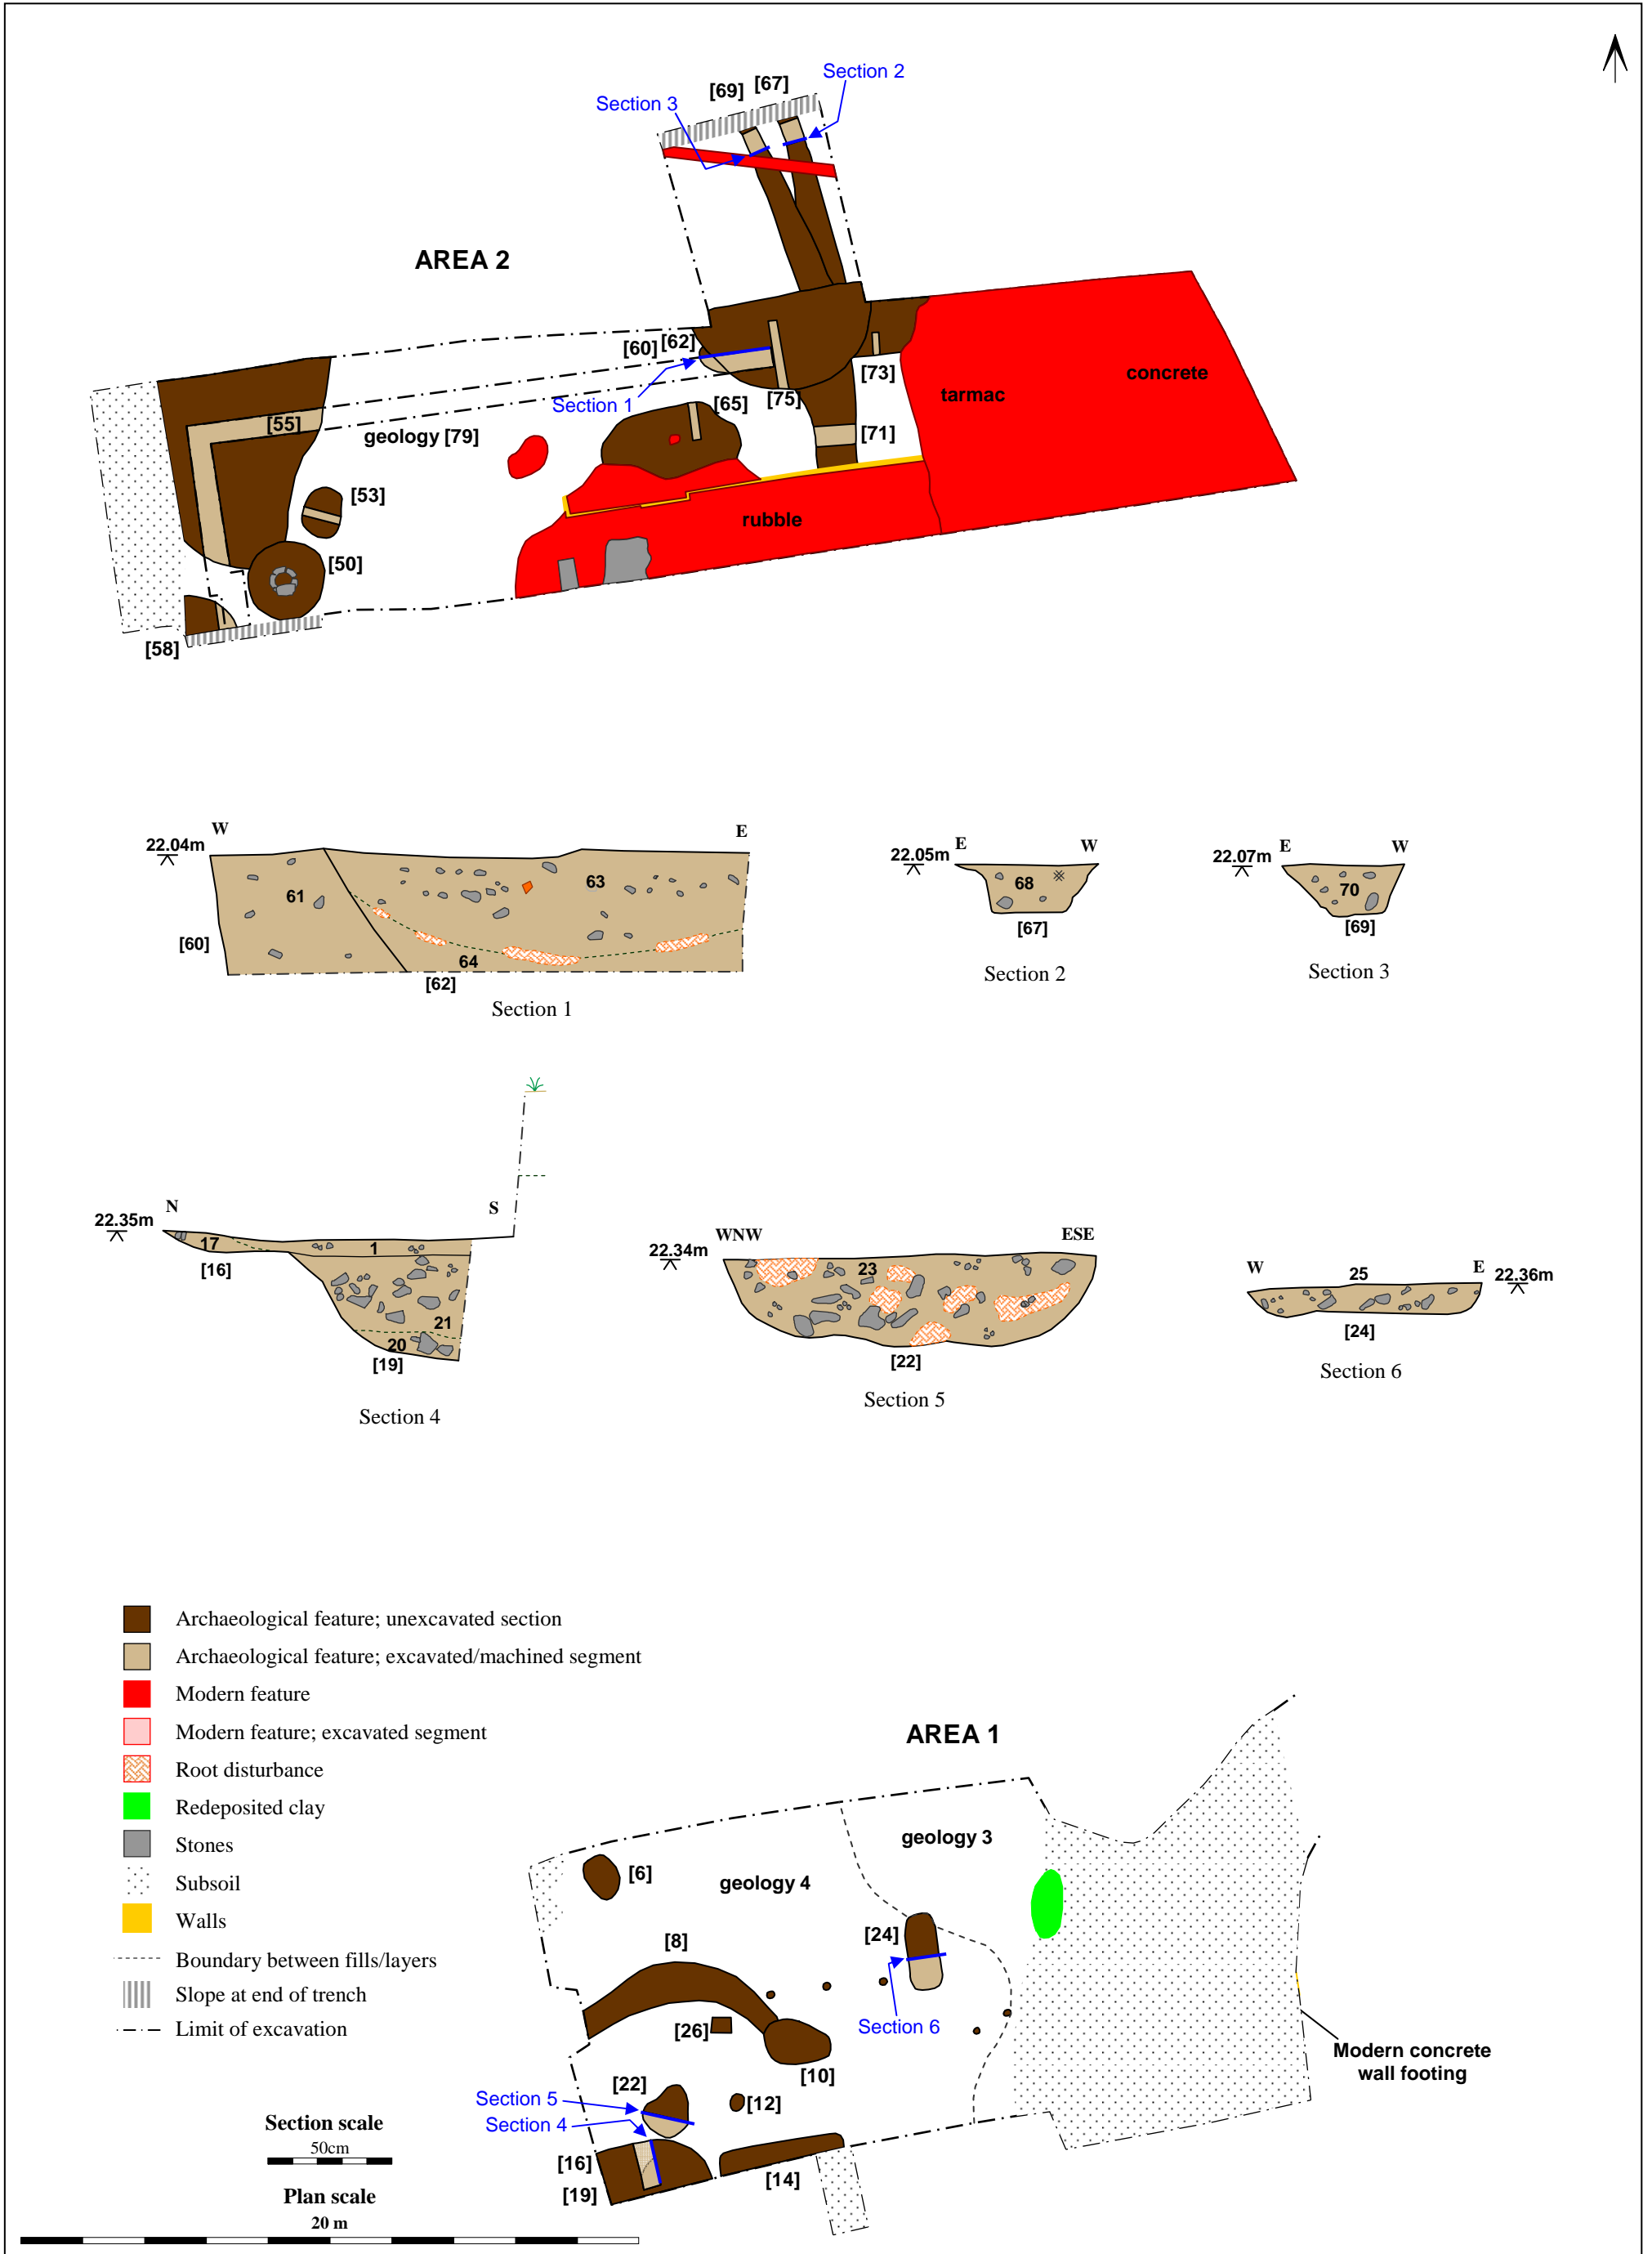 [69] [67]
Section 2
Section 3
AREA 2
[60] [62]
Section 1
[73]
tarmac
concrete
[55]
geology [79]
[65]
[75]
[71]
[53]
rubble
[50]
[58]
W
E
22.04m
61
63
[60]
64
[62]
Section 1
E
W
22.05m
68
[67]
Section 2
E
W
22.07m
70
[69]
Section 3
N
S
22.35m
17
1
[16]
21
20
[19]
Section 4
WNW
ESE
22.34m
23
[22]
Section 5
W
E
25
22.36m
[24]
Section 6
Archaeological feature; unexcavated section
Archaeological feature; excavated/machined segment
Modern feature
Modern feature; excavated segment
Root disturbance
Redeposited clay
Stones
Subsoil
Walls
Boundary between fills/layers
Slope at end of trench
Limit of excavation
Section scale
50cm
Plan scale
20 m
AREA 1
geology 3
[6]
geology 4
[8]
[24]
[26]
Section 6
[10]
Modern concrete
wall footing
[22]
Section 5
[12]
Section 4
[16]
[14]
[19]